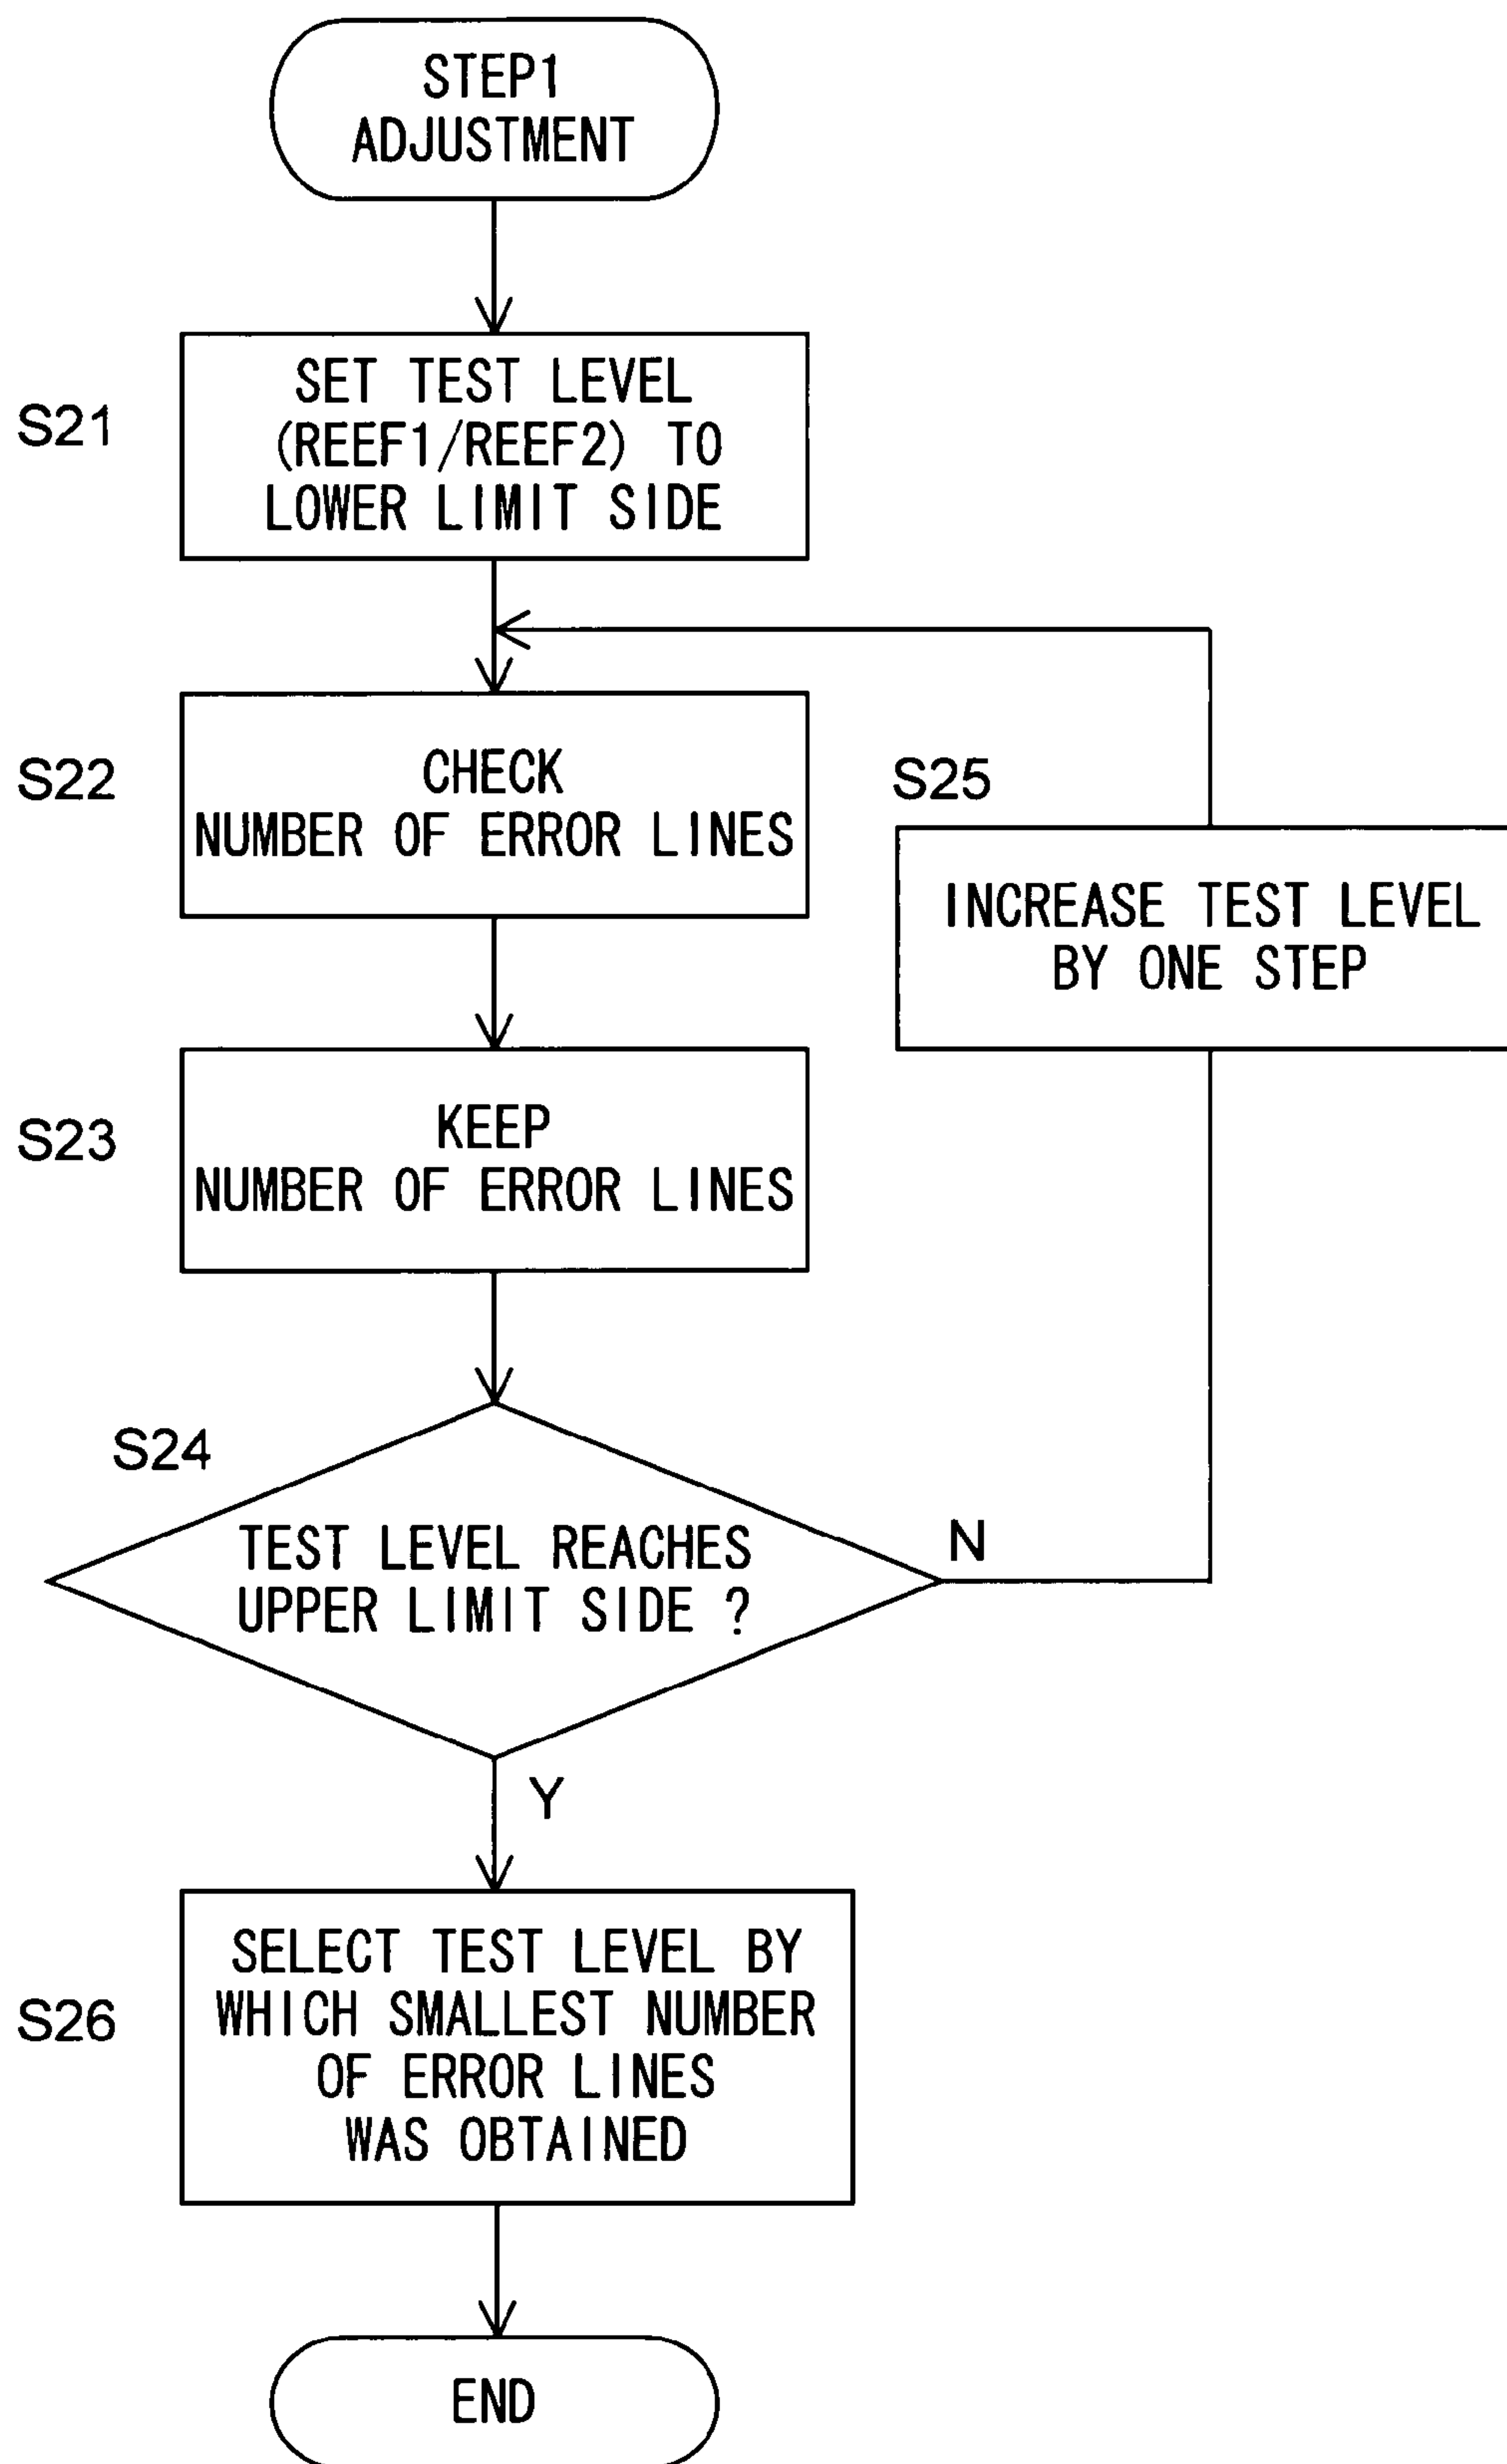 STEP1
ADJUSTMENT
S21
SET TEST LEVEL
(REEF1/REEF2) TO
LOWER LIMIT SIDE
S22
CHECK
NUMBER OF ERROR LINES
S25
INCREASE TEST LEVEL
BY ONE STEP
S23
KEEP
NUMBER OF ERROR LINES
S24
TEST LEVEL REACHES
UPPER LIMIT SIDE ?
N
Y
S26
SELECT TEST LEVEL BY
WHICH SMALLEST NUMBER
OF ERROR LINES
WAS OBTAINED
END